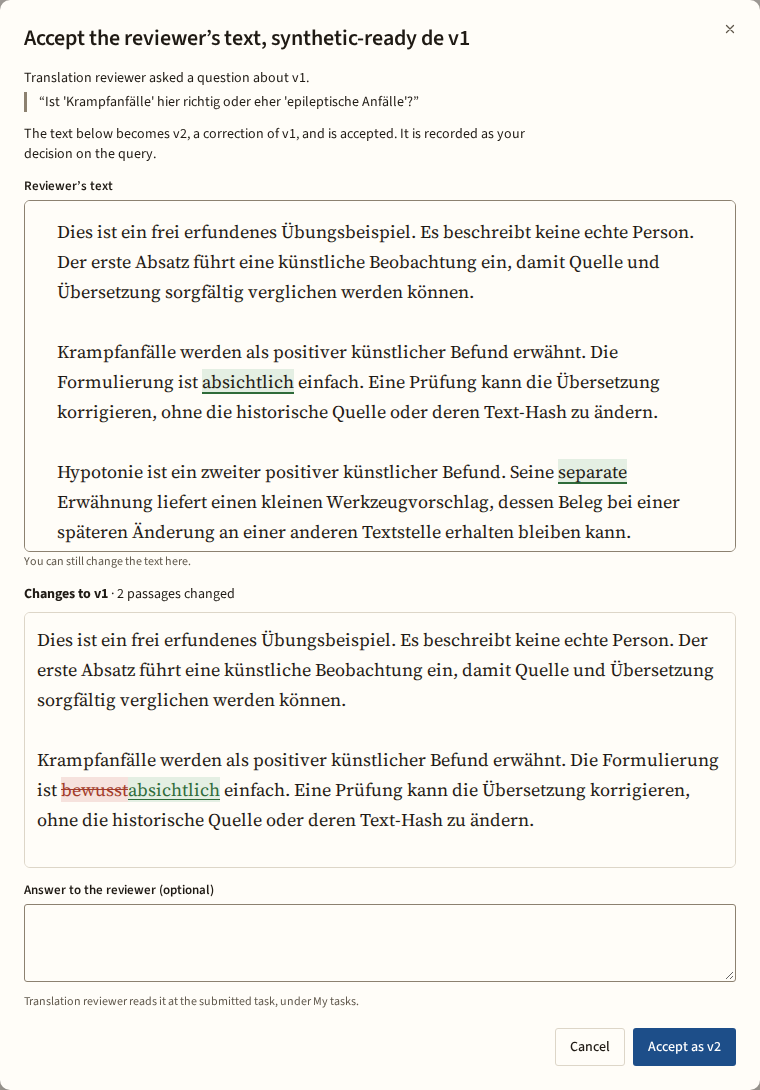 Accept the reviewer’s text, synthetic-ready de v1
×
Translation reviewer asked a question about v1.
“Ist 'Krampfanfälle' hier richtig oder eher 'epileptische Anfälle'?”
The text below becomes v2, a correction of v1, and is accepted. It is recorded as your
decision on the query.
Reviewer’s text
Dies ist ein frei erfundenes Übungsbeispiel. Es beschreibt keine echte Person.
Der erste Absatz führt eine künstliche Beobachtung ein, damit Quelle und
Übersetzung sorgfältig verglichen werden können.
Krampfanfälle werden als positiver künstlicher Befund erwähnt. Die
Formulierung ist absichtlich einfach. Eine Prüfung kann die Übersetzung
korrigieren, ohne die historische Quelle oder deren Text-Hash zu ändern.
Hypotonie ist ein zweiter positiver künstlicher Befund. Seine separate
Erwähnung liefert einen kleinen Werkzeugvorschlag, dessen Beleg bei einer
späteren Änderung an einer anderen Textstelle erhalten bleiben kann.
You can still change the text here.
Changes to v1 · 2 passages changed
Dies ist ein frei erfundenes Übungsbeispiel. Es beschreibt keine echte Person. Der
erste Absatz führt eine künstliche Beobachtung ein, damit Quelle und Übersetzung
sorgfältig verglichen werden können.
Krampfanfälle werden als positiver künstlicher Befund erwähnt. Die Formulierung
ist bewusstabsichtlich einfach. Eine Prüfung kann die Übersetzung korrigieren,
ohne die historische Quelle oder deren Text-Hash zu ändern.
Answer to the reviewer (optional)
Translation reviewer reads it at the submitted task, under My tasks.
Cancel
Accept as v2